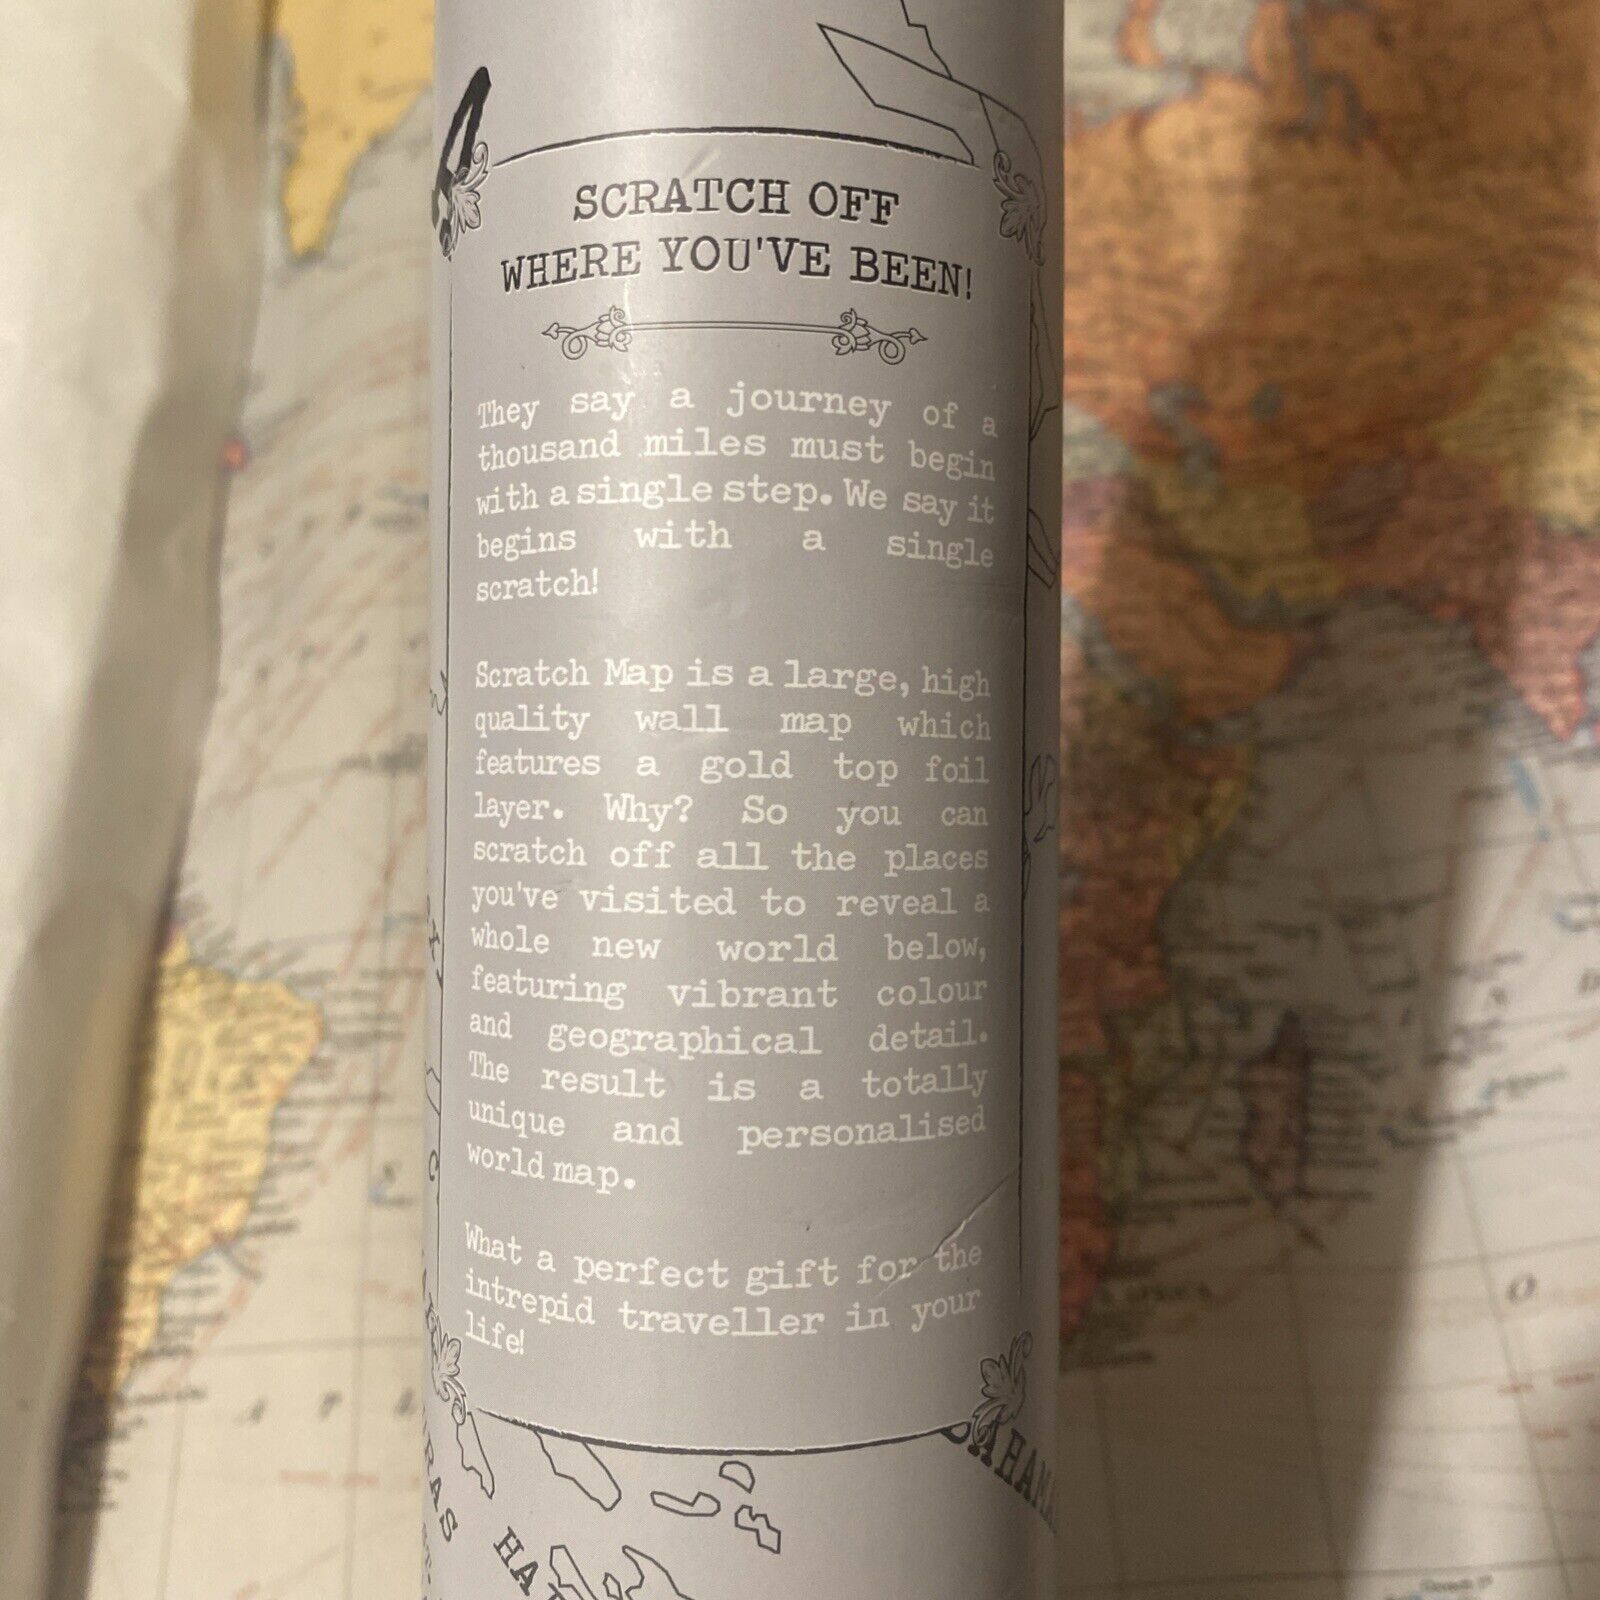 SCRATCH OFF
WHERE YOU'VE BEEN!
They say a journey of a
thousand miles must begin
with a single step. We say it
begins with a single
scratch!
Scratch Map is a large, high
quality wall map which
features a gold top foil
layer. Why? So you can
scratch off all the places
you've visited to reveal a
whole new world below,
featuring vibrant colour
and geographical detail.
The result is a totally
unique and personalised
world map.
What a perfect gift for the
intrepid traveller in your
life!